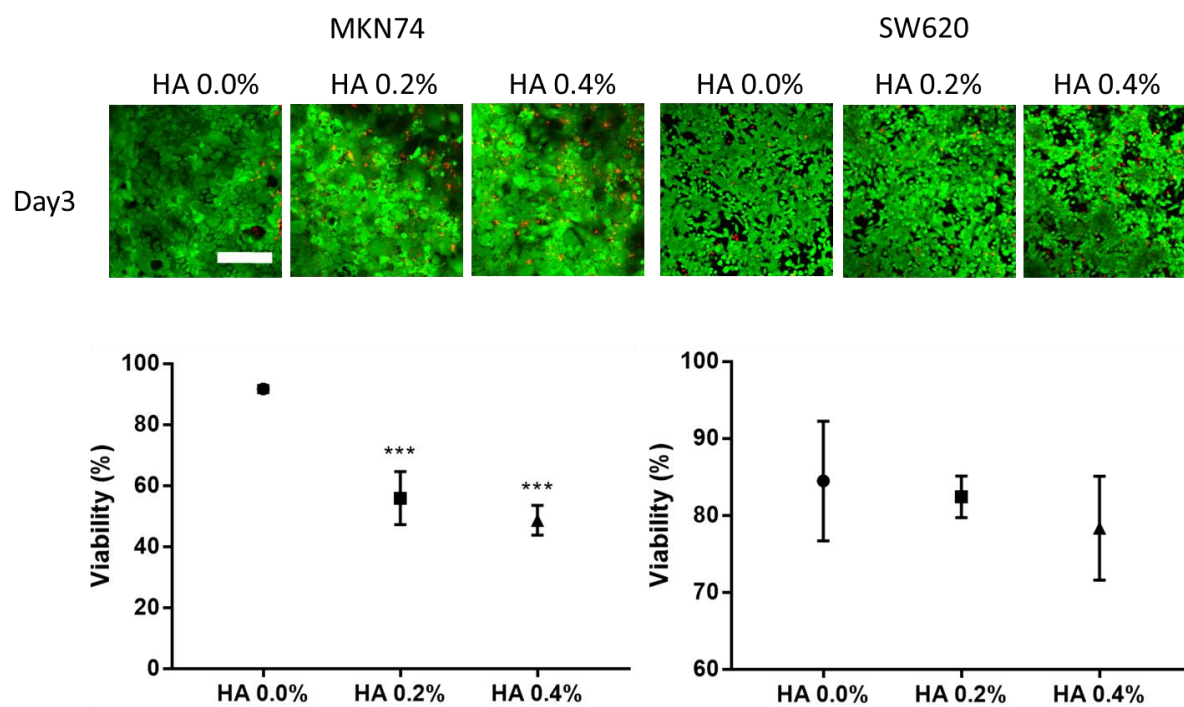 MKN74 SW620
HA 0.0% HA 0.2% HA 0.4% HA 0.0% HA 0.2% HA 0.4%
Day3
Viability (%)
100
80
60
40
20
0
***
***
HA 0.0% HA 0.2% HA 0.4%
Viability (%)
100
90
80
70
60
HA 0.0% HA 0.2% HA 0.4%